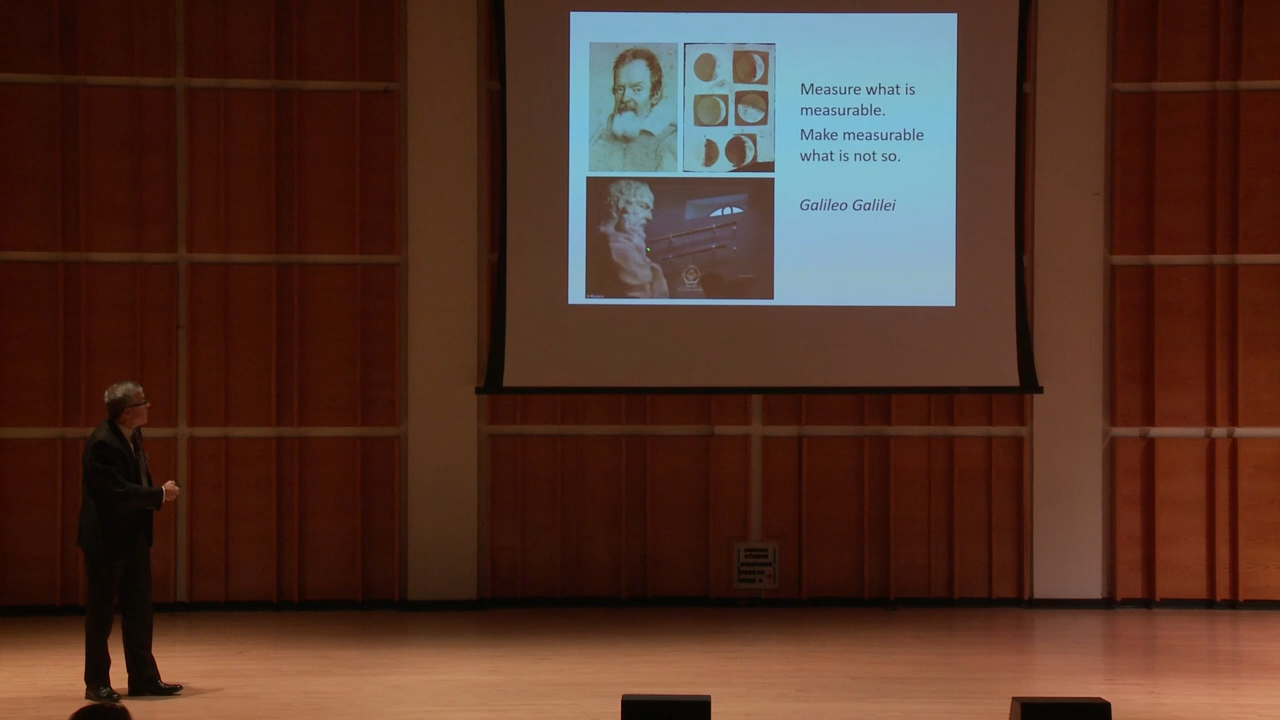 Measure what is
measurable.
Make measurable
what is not so.
Galileo Galilei